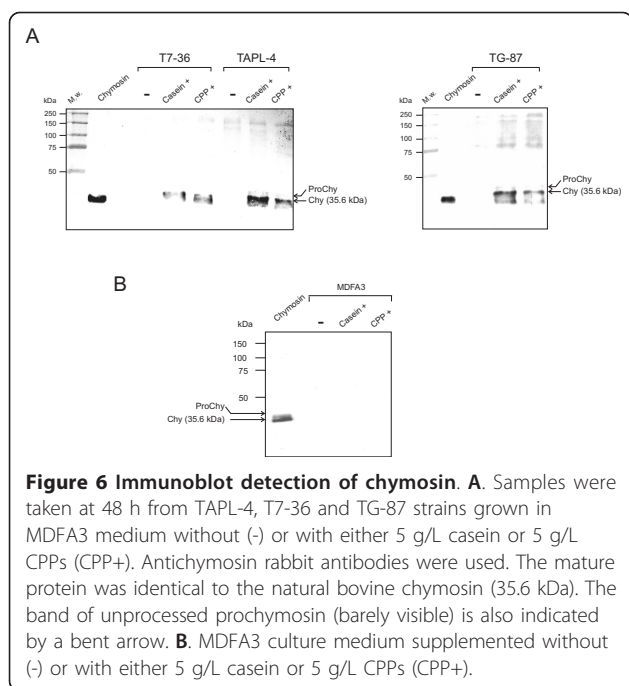 A
T7-36 TAPL-4 TG-87
kDa M.w. Chymosin – Casein + CPP + – Casein + CPP + kDa M.w. Chymosin – Casein + CPP +
250 250
150 150
100 100
75 75
50 50
ProChy ProChy
Chy (35.6 kDa) Chy (35.6 kDa)
B
MDFA3
kDa Chymosin – Casein + CPP +
150
100
75
50
ProChy
Chy (35.6 kDa)
Figure 6 Immunoblot detection of chymosin. A. Samples were
taken at 48 h from TAPL-4, T7-36 and TG-87 strains grown in
MDFA3 medium without (-) or with either 5 g/L casein or 5 g/L
CPPs (CPP+). Antichymosin rabbit antibodies were used. The mature
protein was identical to the natural bovine chymosin (35.6 kDa). The
band of unprocessed prochymosin (barely visible) is also indicated
by a bent arrow. B. MDFA3 culture medium supplemented without
(-) or with either 5 g/L casein or 5 g/L CPPs (CPP+).